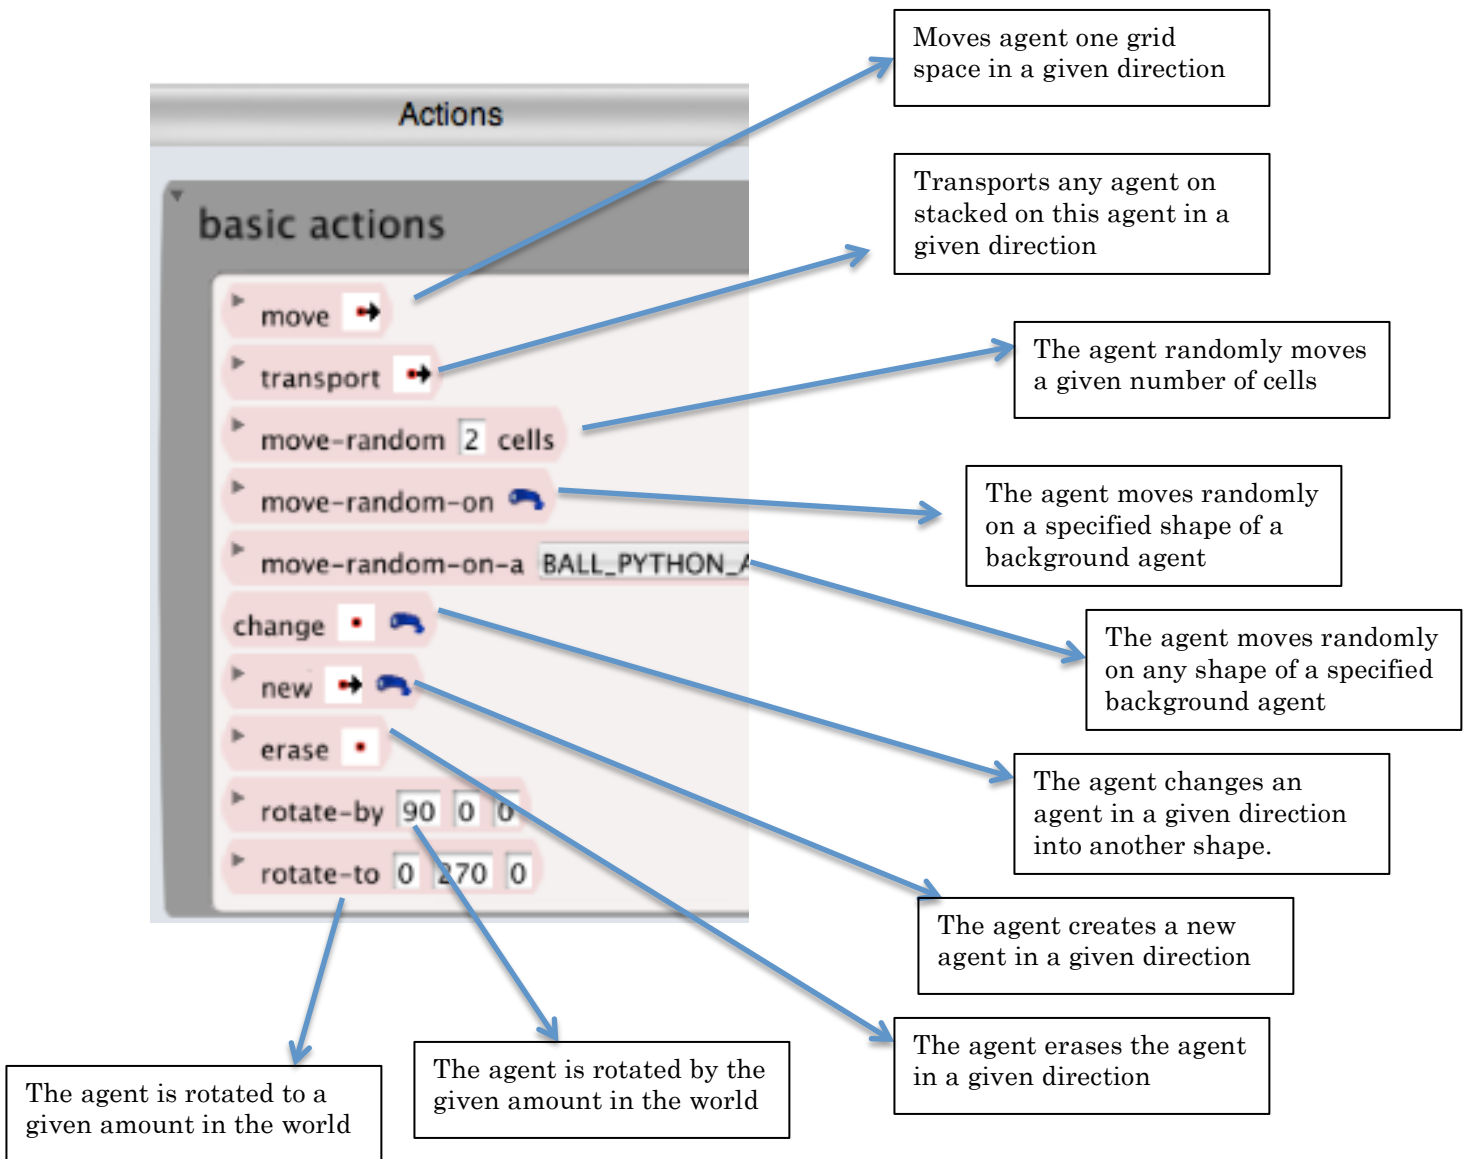 Actions
basic actions
move
transport
move-random 2 cells
move-random-on
move-random-on-a BALL_PYTHON_A
change
new
erase
rotate-by 90 0 0
rotate-to 0 270 0
Moves agent one grid
space in a given direction
Transports any agent on
stacked on this agent in a
given direction
The agent randomly moves
a given number of cells
The agent moves randomly
on a specified shape of a
background agent
The agent moves randomly
on any shape of a specified
background agent
The agent changes an
agent in a given direction
into another shape.
The agent creates a new
agent in a given direction
The agent erases the agent
in a given direction
The agent is rotated by the
given amount in the world
The agent is rotated to a
given amount in the world